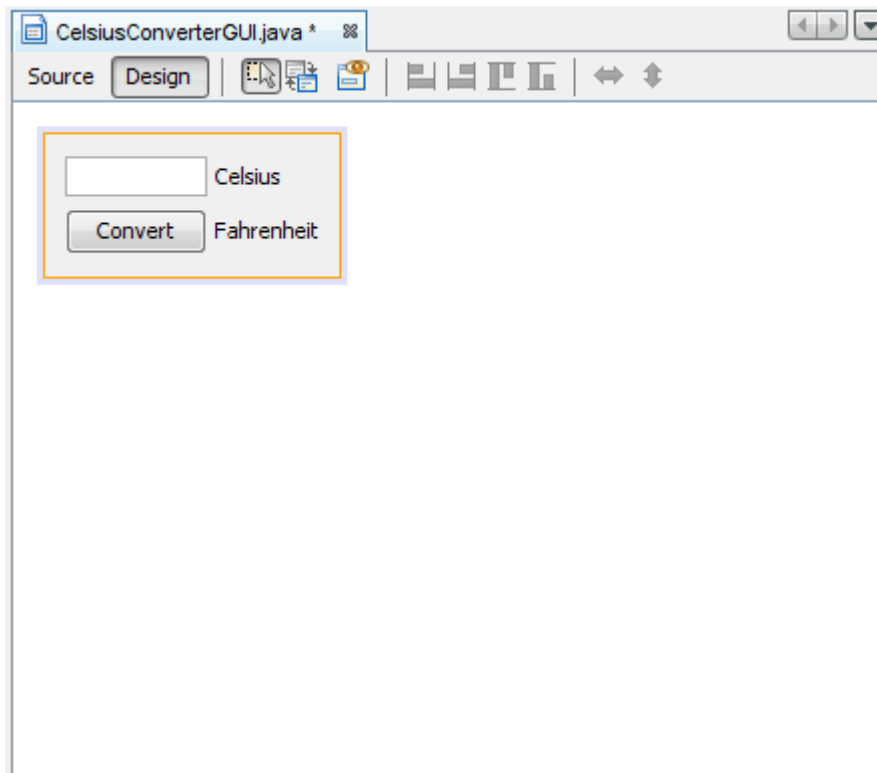 CelsiusConverterGUI.java *
Source Design
Celsius
Convert Fahrenheit